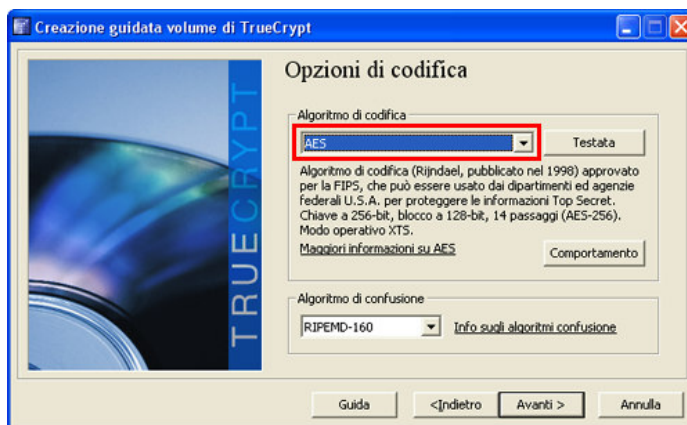 Creazione guidata volume di TrueCrypt
TRUECRYPT
Opzioni di codifica
Algoritmo di codifica
AES
Testata
Algoritmo di codifica (Rijndael, pubblicato nel 1998) approvato
per la FIPS, che può essere usato dai dipartimenti ed agenzie
federali U.S.A. per proteggere le informazioni Top Secret.
Chiave a 256-bit, blocco a 128-bit, 14 passaggi (AES-256).
Modo operativo XTS.
Maggiori informazioni su AES
Comportamento
Algoritmo di confusione
RIPEMD-160
Info sugli algoritmi confusione
Guida
<Indietro
Avanti >
Annulla